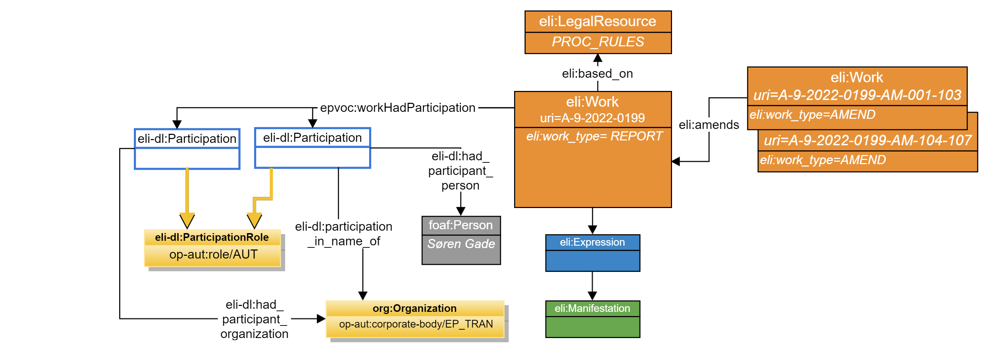 eli:LegalResource
PROC_RULES
eli:based_on
eli:Work
uri=A-9-2022-0199-AM-001-103
eli:work_type=AMEND
uri=A-9-2022-0199-AM-104-107
eli:work_type=AMEND
eli:amends
eli:Work
uri=A-9-2022-0199
eli:work_type= REPORT
epvoc:workHadParticipation
eli-dl:Participation
eli-dl:Participation
eli-dl:had_
participant_
person
eli-dl:participation
_in_name_of
foaf:Person
Søren Gade
eli-dl:ParticipationRole
op-aut:role/AUT
eli:Expression
eli-dl:had_
participant_
organization
org:Organization
op-aut:corporate-body/EP_TRAN
eli:Manifestation